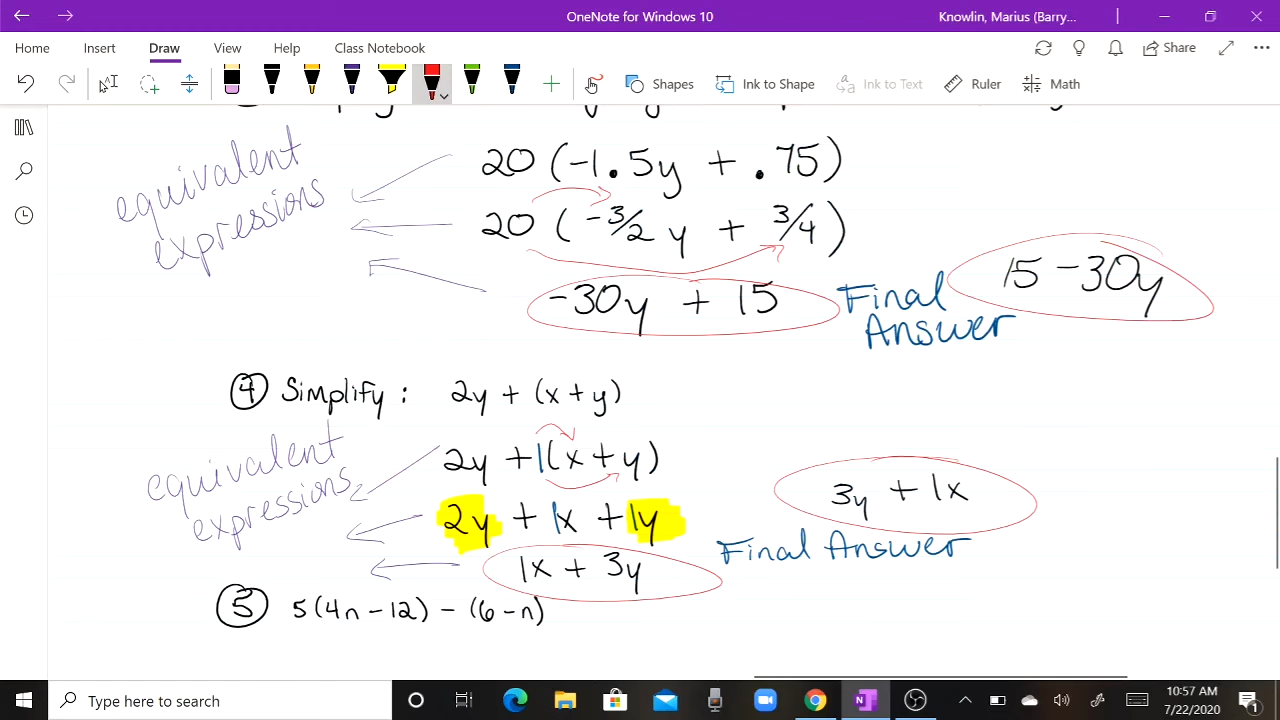 OneNote for Windows 10
Knowlin, Marius (Barry...
Home Insert Draw View Help Class Notebook
Share
Shapes Ink to Shape Ink to Text Ruler Math
equivalent
expressions
20 (-1.5y + .75)
20 (-3/2 y + 3/4)
-30y + 15
Final
Answer
15 - 30y
④ Simplify: 2y + (x + y)
equivalent
expressions
2y + 1(x + y)
2y + 1x + 1y
1x + 3y
3y + 1x
Final Answer
⑤ 5(4n - 12) - (6 - n)
Type here to search
10:57 AM
7/22/2020
1